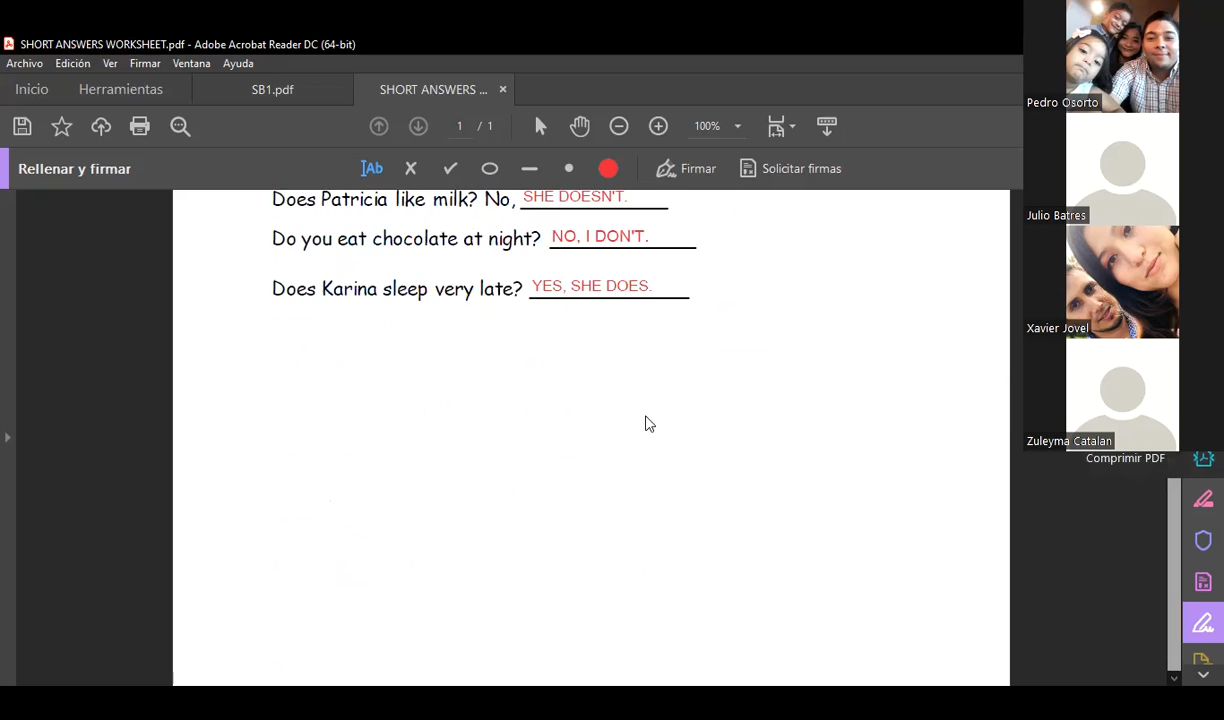 SHORT ANSWERS WORKSHEET.pdf - Adobe Acrobat Reader DC (64-bit)
Archivo Edición Ver Firmar Ventana Ayuda
Inicio Herramientas SB1.pdf SHORT ANSWERS ... ×
1 / 1 100%
Rellenar y firmar Ab Firmar Solicitar firmas
Does Patricia like milk? No, SHE DOESN'T.
Do you eat chocolate at night? NO, I DON'T.
Does Karina sleep very late? YES, SHE DOES.
Pedro Osorto
Julio Batres
Xavier Jovel
Zuleyma Catalan
Comprimir PDF